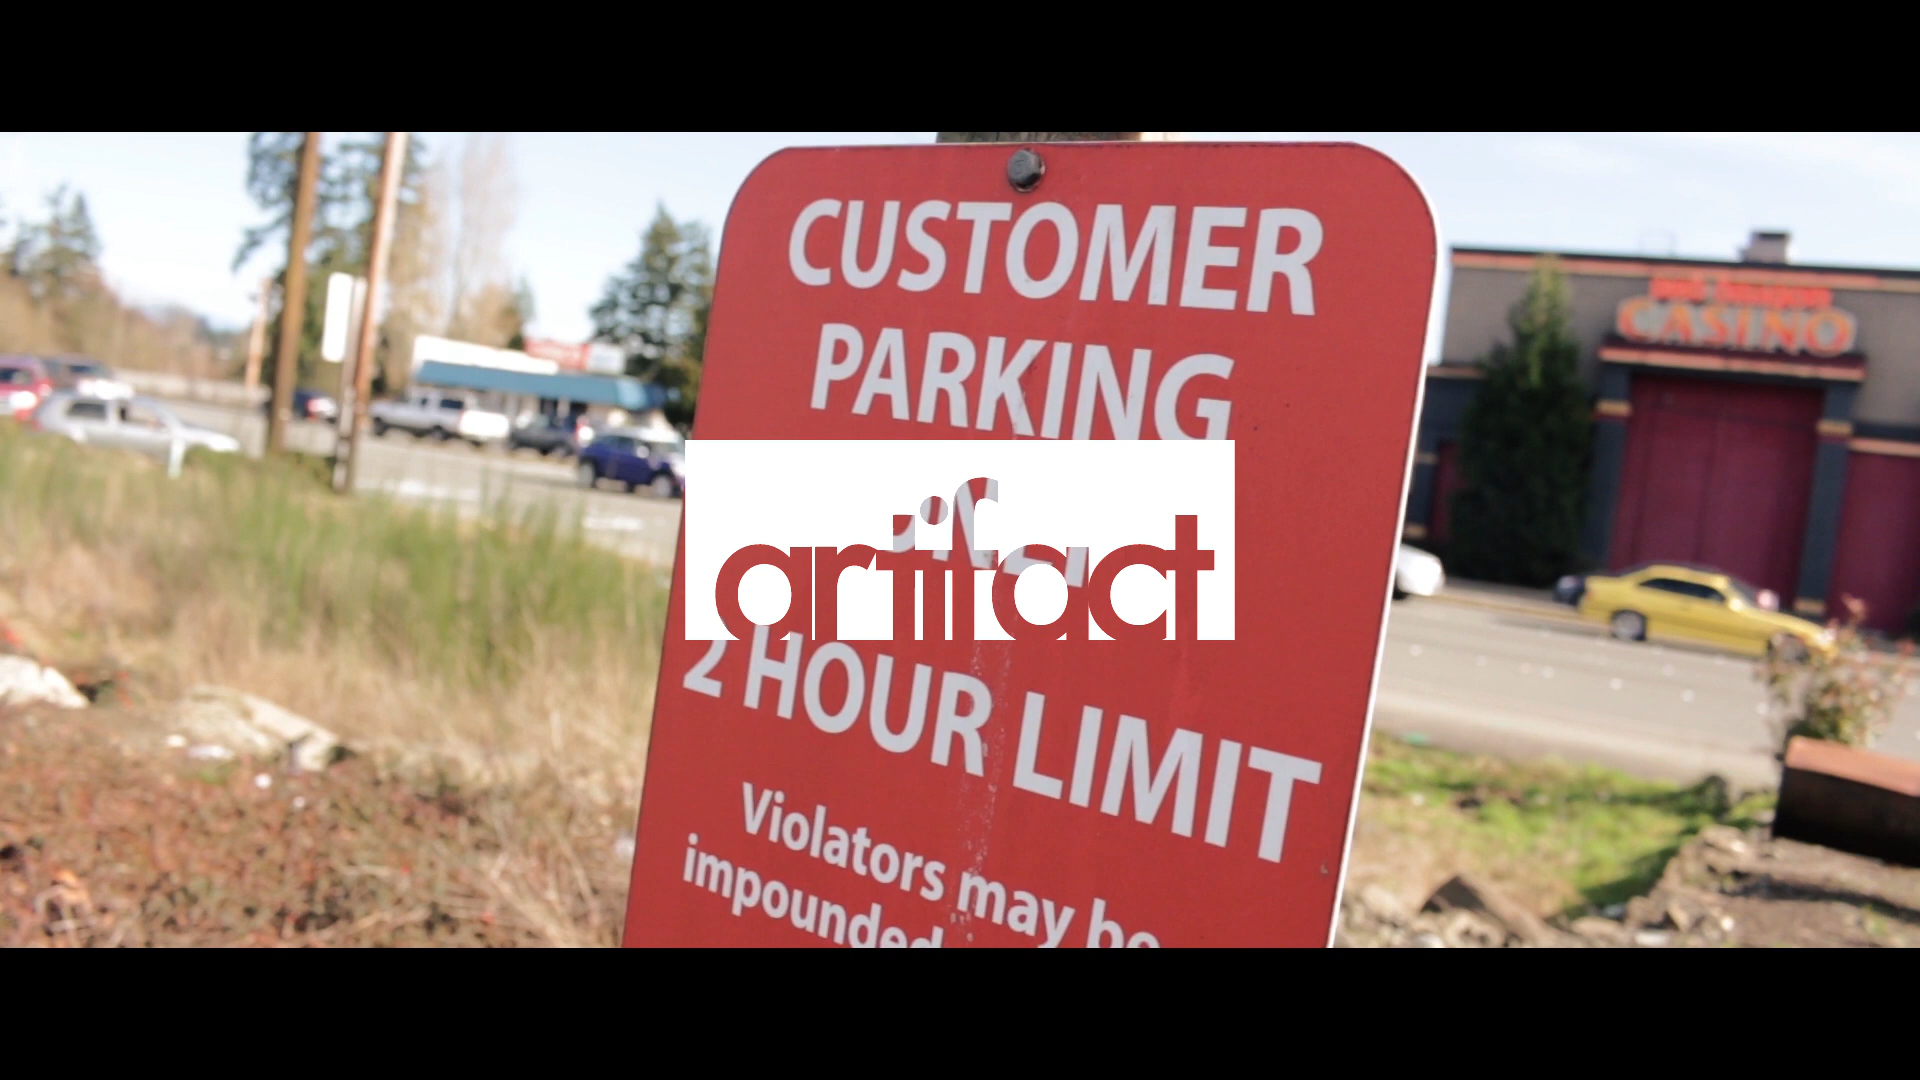 CUSTOMER
PARKING
artifact
2 HOUR LIMIT
Violators may be
impounded
CASINO